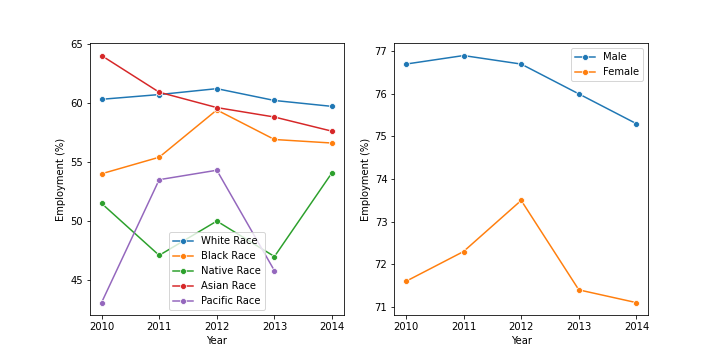 65
60
55
50
45
Employment (%)
2010 2011 2012 2013 2014
Year
White Race
Black Race
Native Race
Asian Race
Pacific Race
77
76
75
74
73
72
71
Employment (%)
2010 2011 2012 2013 2014
Year
Male
Female